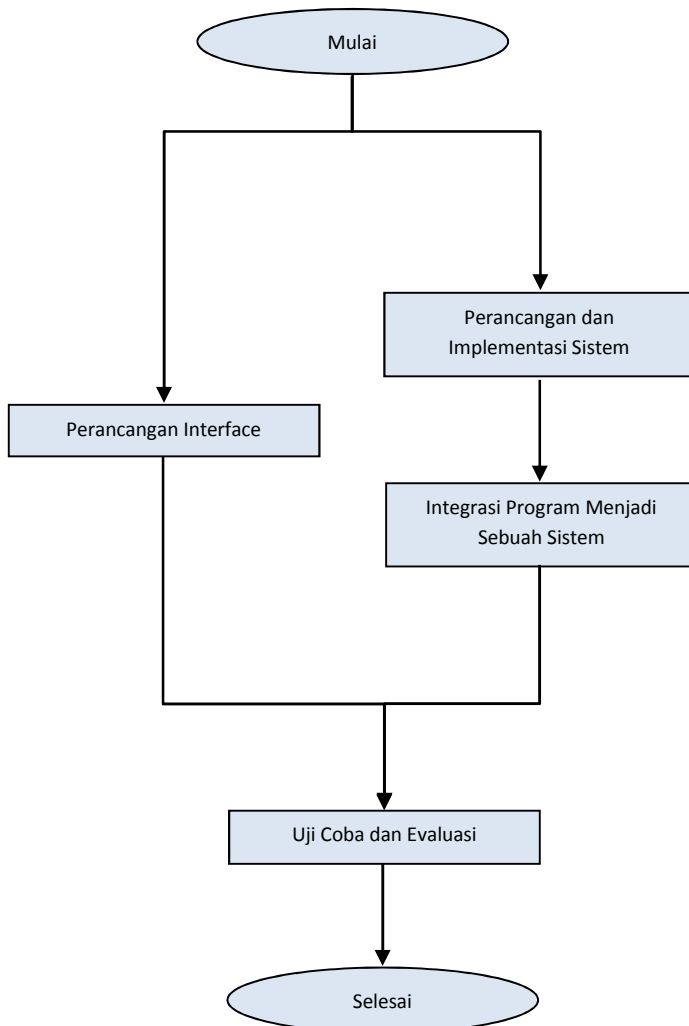 Mulai
Perancangan dan
Implementasi Sistem
Perancangan Interface
Integrasi Program Menjadi
Sebuah Sistem
Uji Coba dan Evaluasi
Selesai